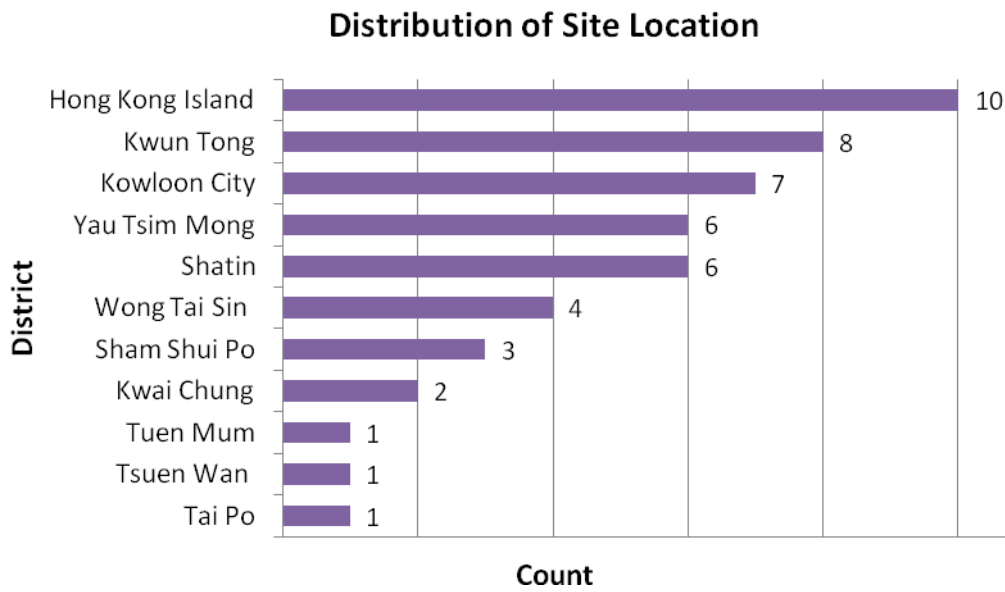 Distribution of Site Location
District
Hong Kong Island 10
Kwun Tong 8
Kowloon City 7
Yau Tsim Mong 6
Shatin 6
Wong Tai Sin 4
Sham Shui Po 3
Kwai Chung 2
Tuen Mum 1
Tsuen Wan 1
Tai Po 1
Count